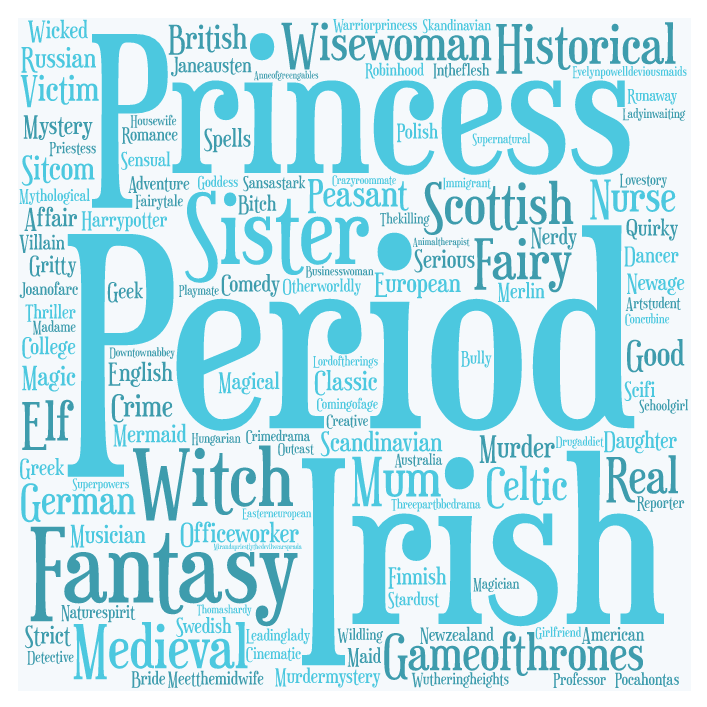 Wicked
British
Wisewoman
Warriorprincess
Skandinavian
Historical
Russian
Janeausten
Anneofgreengables
Robinhood
Intheflesh
Evelynpowelldeviousmaids
Victim
Princess
Runaway
Ladyinwaiting
Mystery
Housewife
Romance
Spells
Polish
Supernatural
Priestess
Sitcom
Sensual
Mythological
Adventure
Goddess
Sansastark
Crazyroommate
Immigrant
Lovestory
Fairytale
Bitch
Peasant
Scottish
Nurse
Affair
Harrypotter
Sister
Thekilling
Quirky
Villain
Animaltherapist
Nerdy
Gritty
Businesswoman
Serious
Fairy
Dancer
Joanofarc
Geek
Playmate
Comedy
Otherworldly
European
Merlin
Newage
Thriller
Period
Artstudent
Madame
Concubine
College
Downtownabbey
Lordoftherings
Bully
Good
Magic
English
Magical
Classic
Scifi
Comingofage
Schoolgirl
Elf
Crime
Creative
Mermaid
Hungarian
Crimedrama
Scandinavian
Murder
Drugaddict
Daughter
Outcast
Greek
Witch
Australia
Superpowers
Mum
Celtic
Real
German
Threepartbbcdrama
Reporter
Easterneuropean
Musician
Officeworker
Irish
Fantasy
Finnish
Magician
Stardust
Naturespirit
Thomashardy
Strict
Medieval
Swedish
Leadinglady
Wildling
Newzealand
Girlfriend
American
Detective
Cinematic
Maid
Gameofthrones
Bride
Meetthemidwife
Murdermystery
Wutheringheights
Professor
Pocahontas